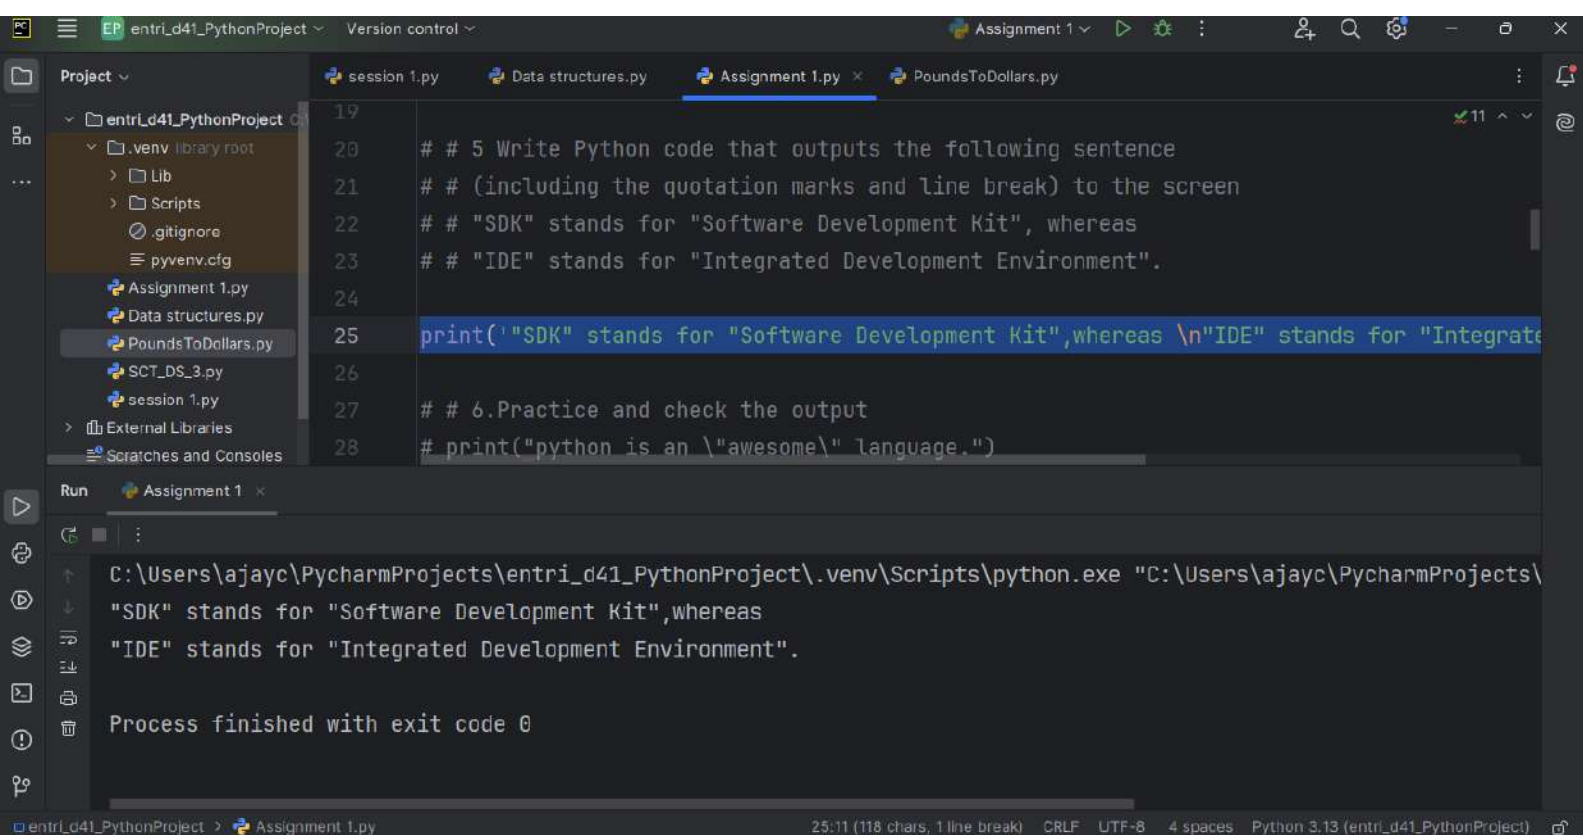 PC EP entri_d41_PythonProject Version control Assignment 1
Project session 1.py Data structures.py Assignment 1.py PoundsToDollars.py
entri_d41_PythonProject
.venv library root
Lib
Scripts
.gitignore
pyvenv.cfg
Assignment 1.py
Data structures.py
PoundsToDollars.py
SCT_DS_3.py
session 1.py
External Libraries
Scratches and Consoles
11
19
20 # # 5 Write Python code that outputs the following sentence
21 # # (including the quotation marks and line break) to the screen
22 # # "SDK" stands for "Software Development Kit", whereas
23 # # "IDE" stands for "Integrated Development Environment".
24
25 print('"SDK" stands for "Software Development Kit",whereas \n"IDE" stands for "Integrate
26
27 # # 6.Practice and check the output
28 # print("python is an \"awesome\" language.")
Run Assignment 1
C:\Users\ajayc\PycharmProjects\entri_d41_PythonProject\.venv\Scripts\python.exe "C:\Users\ajayc\PycharmProjects\
"SDK" stands for "Software Development Kit",whereas
"IDE" stands for "Integrated Development Environment".
Process finished with exit code 0
entri_d41_PythonProject > Assignment 1.py 25:11 (118 chars, 1 line break) CRLF UTF-8 4 spaces Python 3.13 (entri_d41_PythonProject)